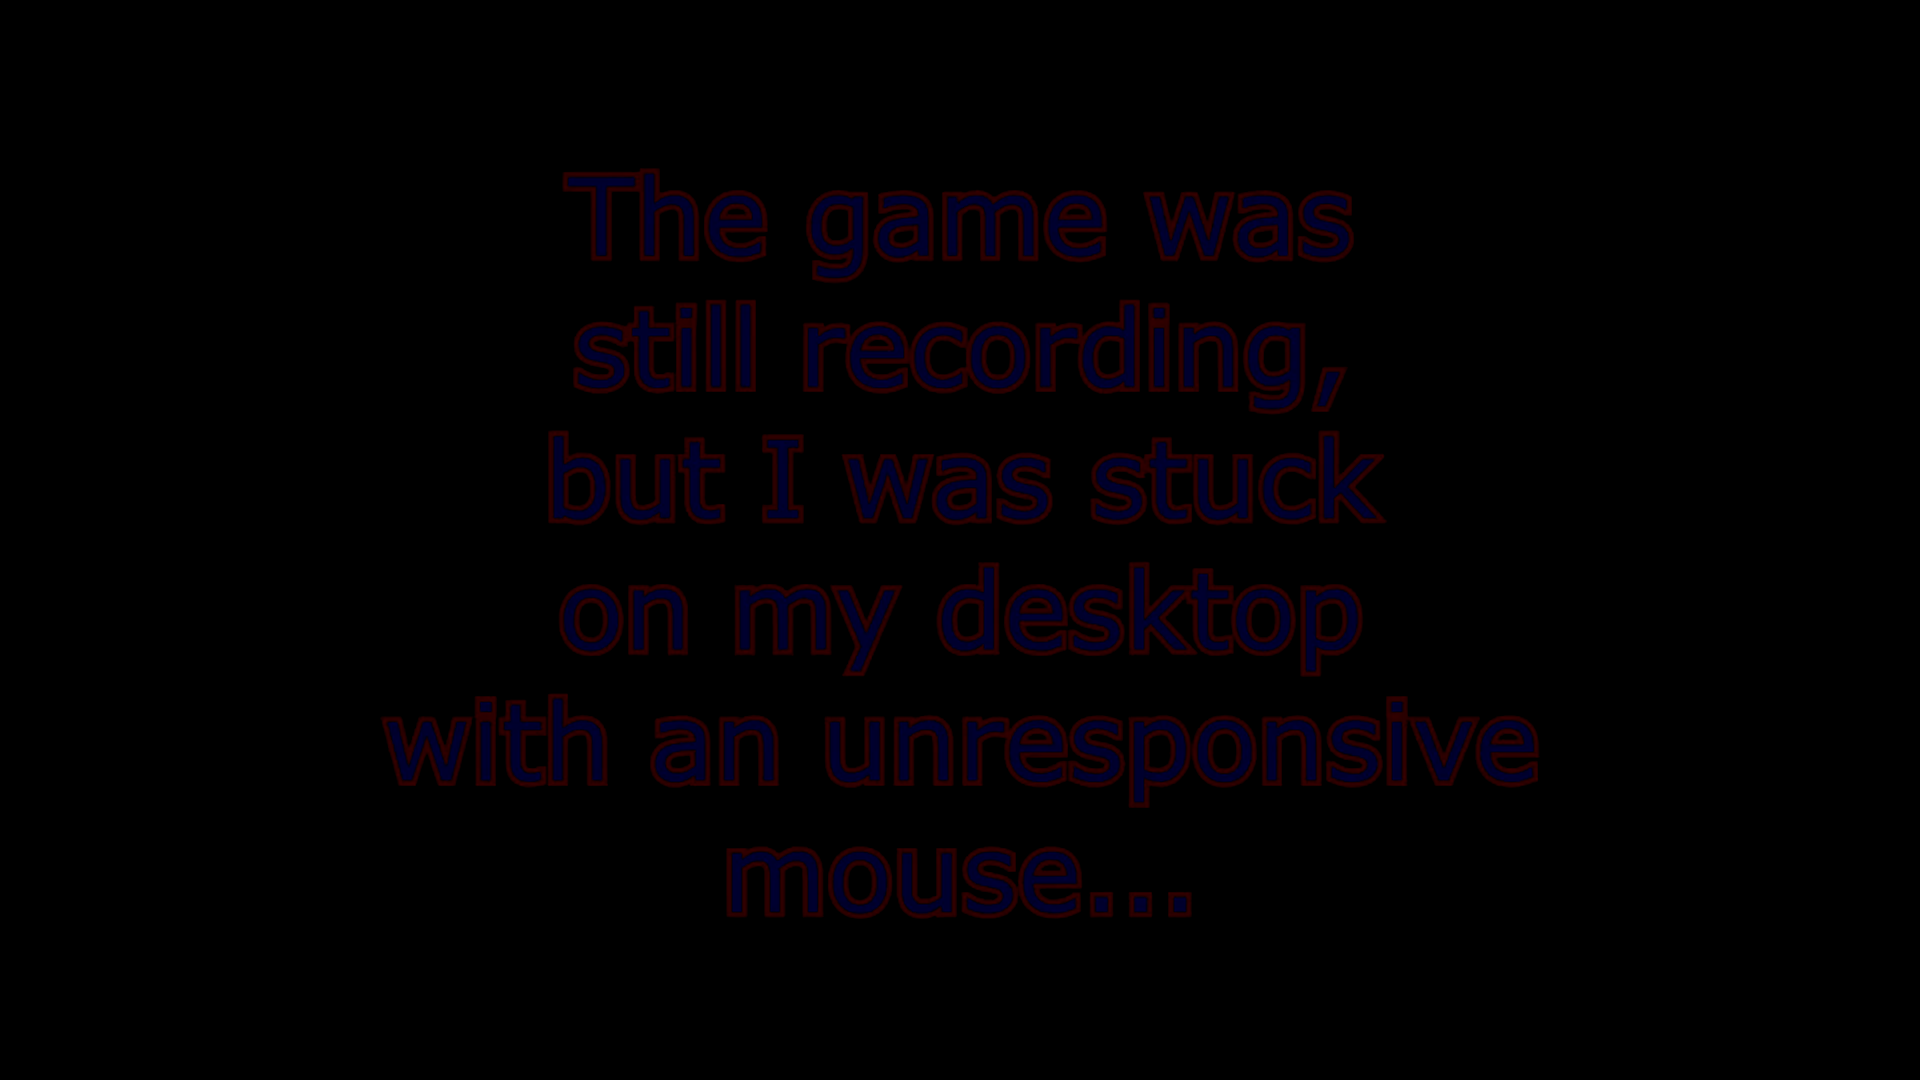 The game was
still recording,
but I was stuck
on my desktop
with an unresponsive
mouse...